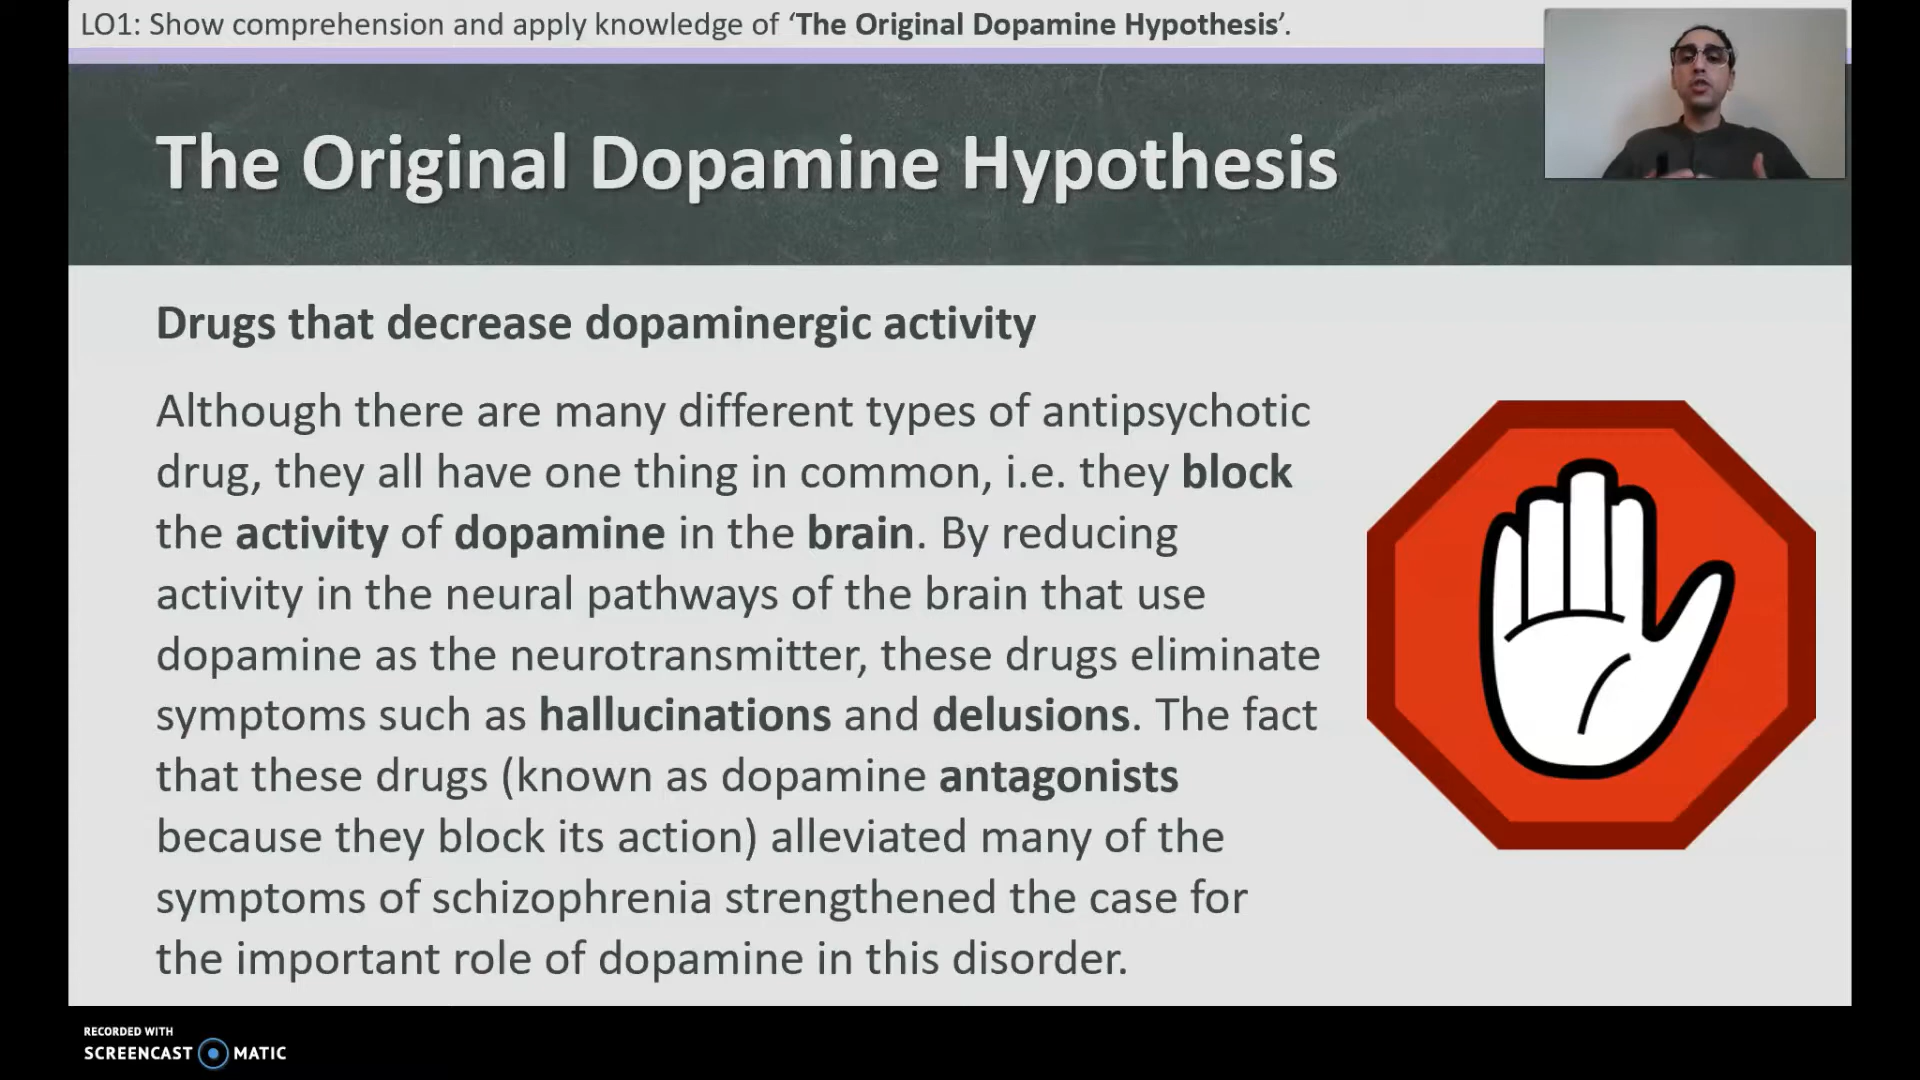 LO1: Show comprehension and apply knowledge of ‘The Original Dopamine Hypothesis’.
The Original Dopamine Hypothesis
Drugs that decrease dopaminergic activity
Although there are many different types of antipsychotic
drug, they all have one thing in common, i.e. they block
the activity of dopamine in the brain. By reducing
activity in the neural pathways of the brain that use
dopamine as the neurotransmitter, these drugs eliminate
symptoms such as hallucinations and delusions. The fact
that these drugs (known as dopamine antagonists
because they block its action) alleviated many of the
symptoms of schizophrenia strengthened the case for
the important role of dopamine in this disorder.
RECORDED WITH
SCREENCAST MATIC